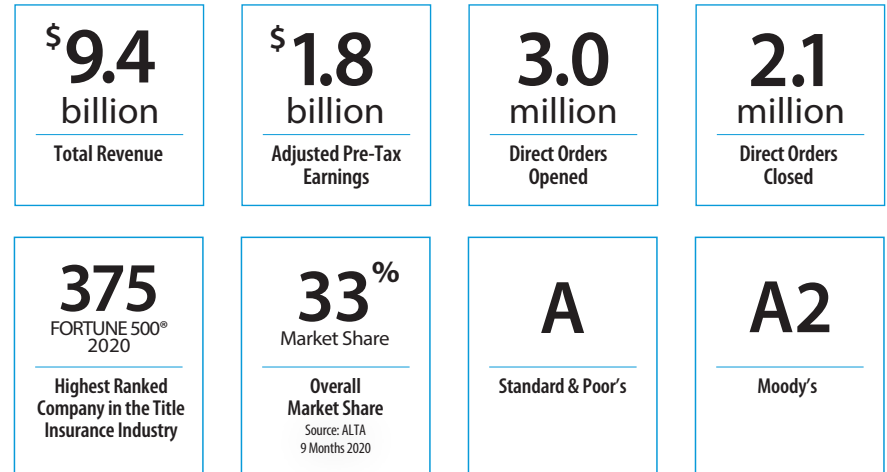 $9.4
billion
Total Revenue
$1.8
billion
Adjusted Pre-Tax
Earnings
3.0
million
Direct Orders
Opened
2.1
million
Direct Orders
Closed
375
FORTUNE 500®
2020
Highest Ranked
Company in the Title
Insurance Industry
33%
Market Share
Overall
Market Share
Source: ALTA
9 Months 2020
A
Standard & Poor's
A2
Moody's